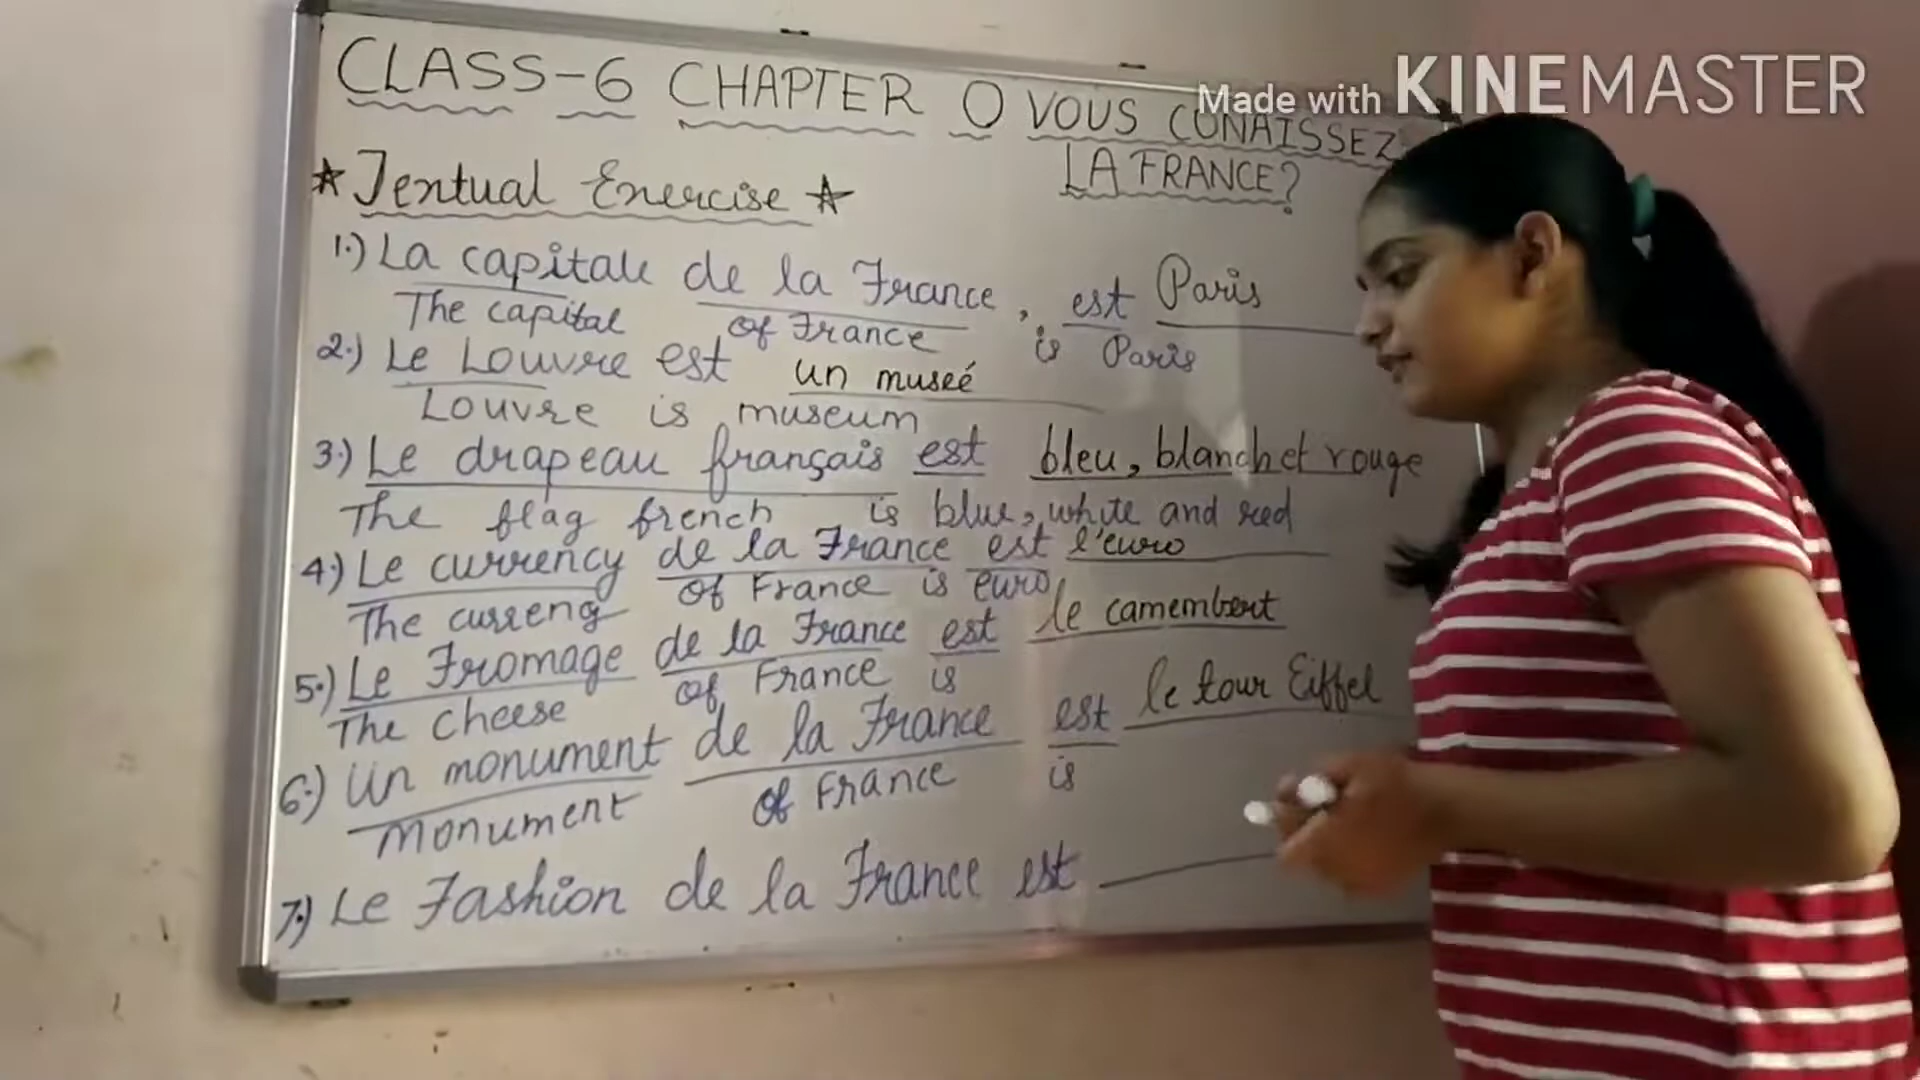 Made with KINEMASTER
CLASS-6 CHAPTER 0 VOUS CONAISSEZ
LA FRANCE?
Textual Exercise
1.) La capitale de la France, est Paris
The capital of France is Paris
2.) Le Louvre est un museé
Louvre is museum
3.) Le drapeau français est bleu, blanch et rouge
The flag french is blue, white and red
4.) Le currency de la France est l'euro
The curreng of France is euro
5.) Le Fromage de la France est le camembert
The cheese of France is
6.) Un monument de la France est le tour Eiffel
Monument of France is
7.) Le Fashion de la France est